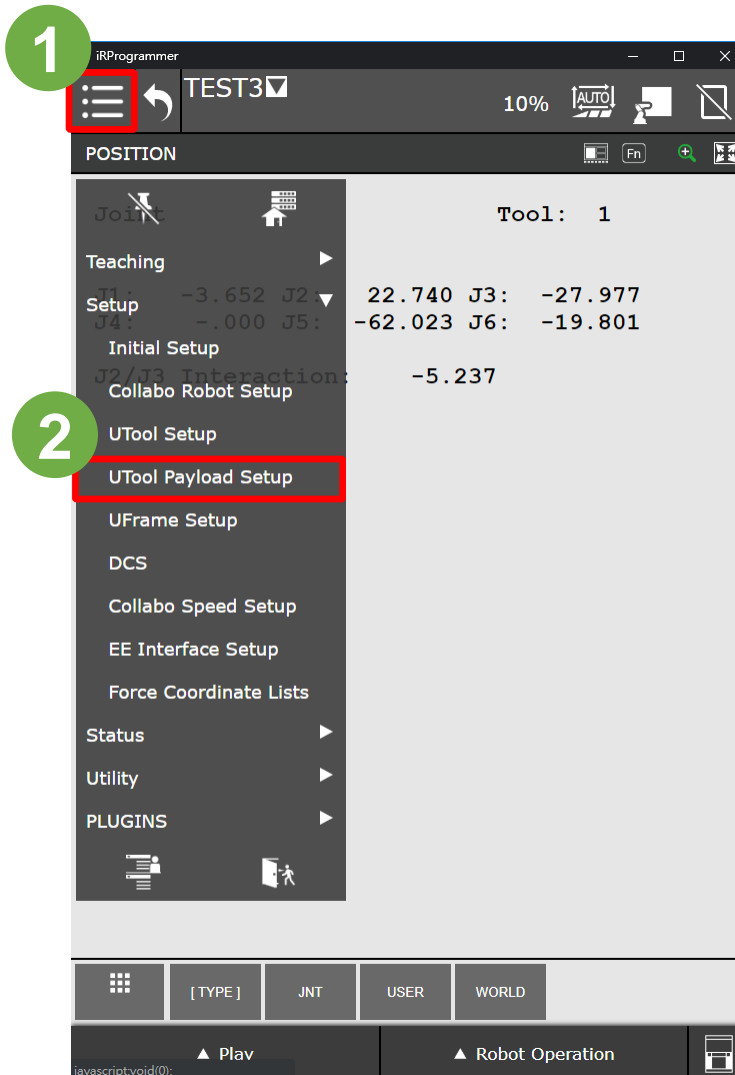 1
iRProgrammer
TEST3
10%
AUTO
POSITION
Fn
Joint
Tool: 1
Teaching
J1: -3.652 J2: 22.740 J3: -27.977
Setup
J4: -.000 J5: -62.023 J6: -19.801
Initial Setup
J2/J3 Interaction: -5.237
Collabo Robot Setup
2
UTool Setup
UTool Payload Setup
UFrame Setup
DCS
Collabo Speed Setup
EE Interface Setup
Force Coordinate Lists
Status
Utility
PLUGINS
[ TYPE ]
JNT
USER
WORLD
Play
Robot Operation
javascript:void(0);